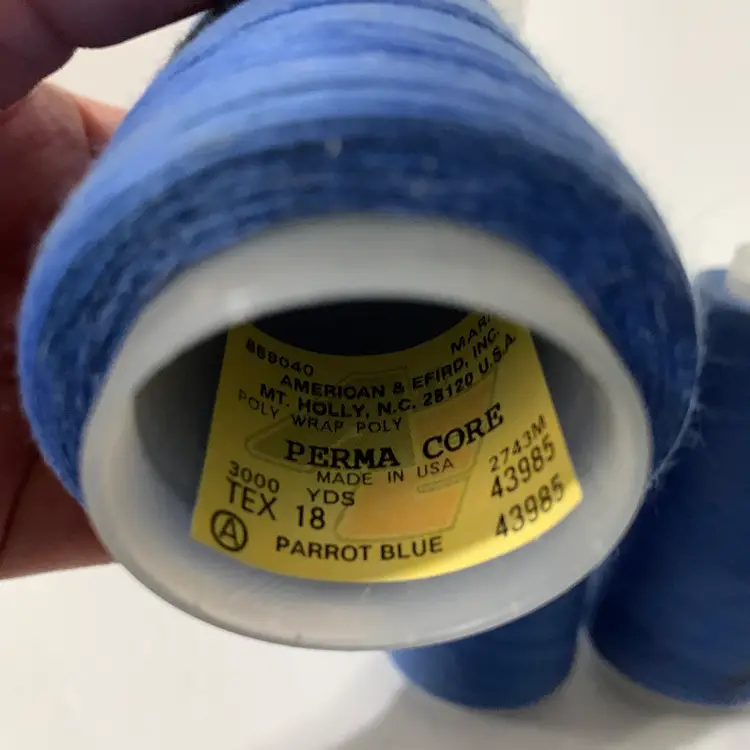 868040
AMERICAN & EFIRD, INC.
MT. HOLLY, N.C. 28120 U.S.A.
POLY WRAP POLY
PERMA CORE
MADE IN USA
3000 YDS 2743M
TEX 18 43985
A PARROT BLUE 43985